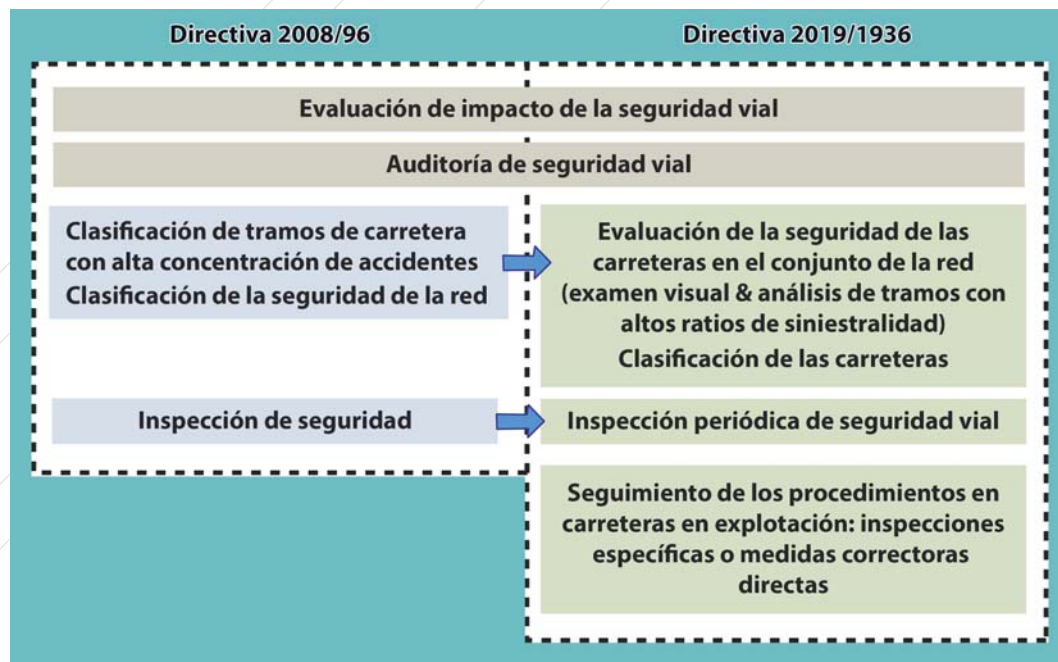 Directiva 2008/96
Directiva 2019/1936
Evaluación de impacto de la seguridad vial
Auditoría de seguridad vial
Clasificación de tramos de carretera
con alta concentración de accidentes
Clasificación de la seguridad de la red
Evaluación de la seguridad de las
carreteras en el conjunto de la red
(examen visual & análisis de tramos con
altos ratios de siniestralidad)
Clasificación de las carreteras
Inspección de seguridad
Inspección periódica de seguridad vial
Seguimiento de los procedimientos en
carreteras en explotación: inspecciones
específicas o medidas correctoras
directas